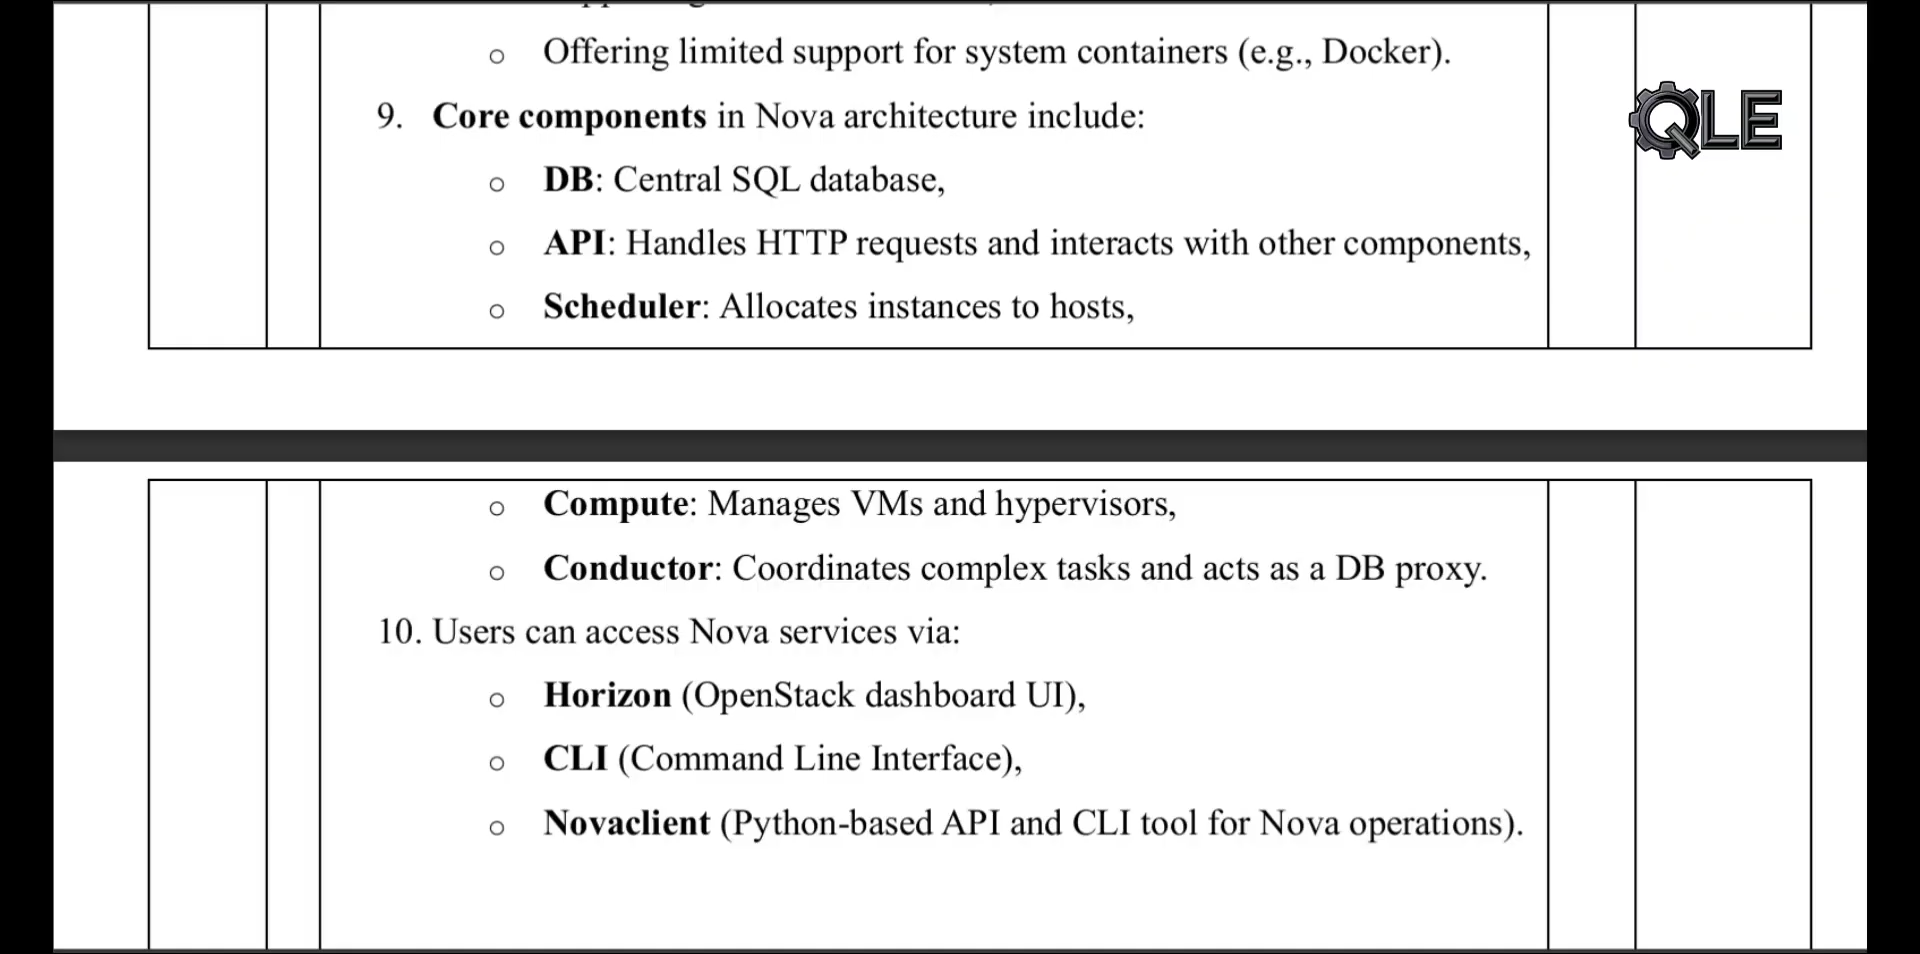 ○ Offering limited support for system containers (e.g., Docker).
9. Core components in Nova architecture include:
QLE
○ DB: Central SQL database,
○ API: Handles HTTP requests and interacts with other components,
○ Scheduler: Allocates instances to hosts,
○ Compute: Manages VMs and hypervisors,
○ Conductor: Coordinates complex tasks and acts as a DB proxy.
10. Users can access Nova services via:
○ Horizon (OpenStack dashboard UI),
○ CLI (Command Line Interface),
○ Novaclient (Python-based API and CLI tool for Nova operations).